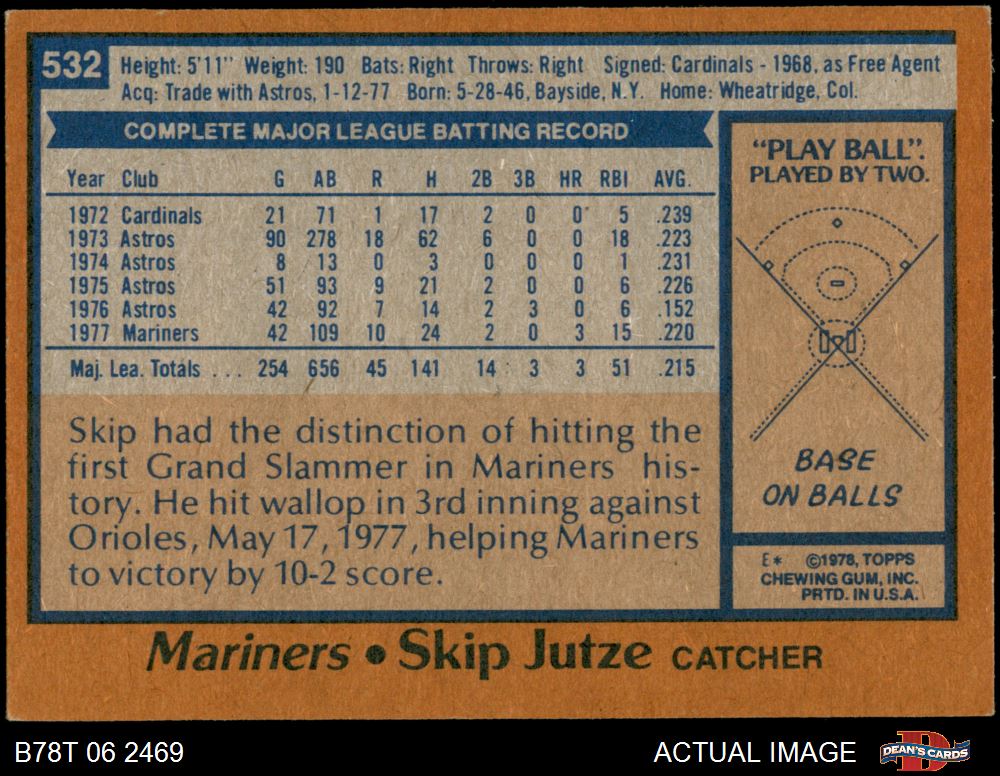 532
Height: 5'11" Weight: 190 Bats: Right Throws: Right Signed: Cardinals - 1968, as Free Agent
Acq: Trade with Astros, 1-12-77 Born: 5-28-46, Bayside, N.Y. Home: Wheatridge, Col.
COMPLETE MAJOR LEAGUE BATTING RECORD
Year Club G AB R H 2B 3B HR RBI AVG.
1972 Cardinals 21 71 1 17 2 0 0 5 .239
1973 Astros 90 278 18 62 6 0 0 18 .223
1974 Astros 8 13 0 3 0 0 0 1 .231
1975 Astros 51 93 9 21 2 0 0 6 .226
1976 Astros 42 92 7 14 2 3 0 6 .152
1977 Mariners 42 109 10 24 2 0 3 15 .220
Maj. Lea. Totals ... 254 656 45 141 14 3 3 51 .215
Skip had the distinction of hitting the
first Grand Slammer in Mariners his-
tory. He hit wallop in 3rd inning against
Orioles, May 17, 1977, helping Mariners
to victory by 10-2 score.
"PLAY BALL".
PLAYED BY TWO.
BASE
ON BALLS
E* ©1978, TOPPS
CHEWING GUM, INC.
PRTD. IN U.S.A.
Mariners • Skip Jutze CATCHER
B78T 06 2469
ACTUAL IMAGE
D
DEAN'S CARDS